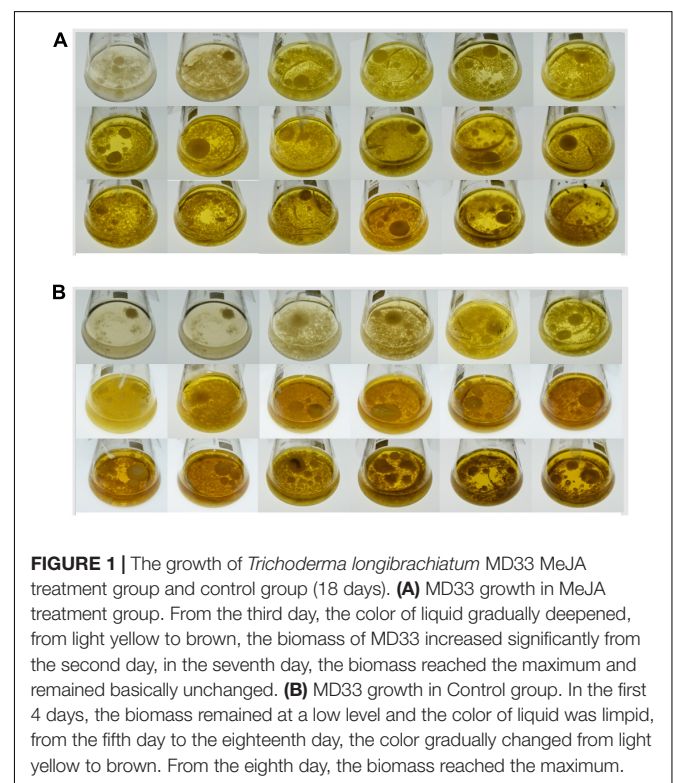 A
B
FIGURE 1 | The growth of Trichoderma longibrachiatum MD33 MeJA
treatment group and control group (18 days). (A) MD33 growth in MeJA
treatment group. From the third day, the color of liquid gradually deepened,
from light yellow to brown, the biomass of MD33 increased significantly from
the second day, in the seventh day, the biomass reached the maximum and
remained basically unchanged. (B) MD33 growth in Control group. In the first
4 days, the biomass remained at a low level and the color of liquid was limpid,
from the fifth day to the eighteenth day, the color gradually changed from light
yellow to brown. From the eighth day, the biomass reached the maximum.